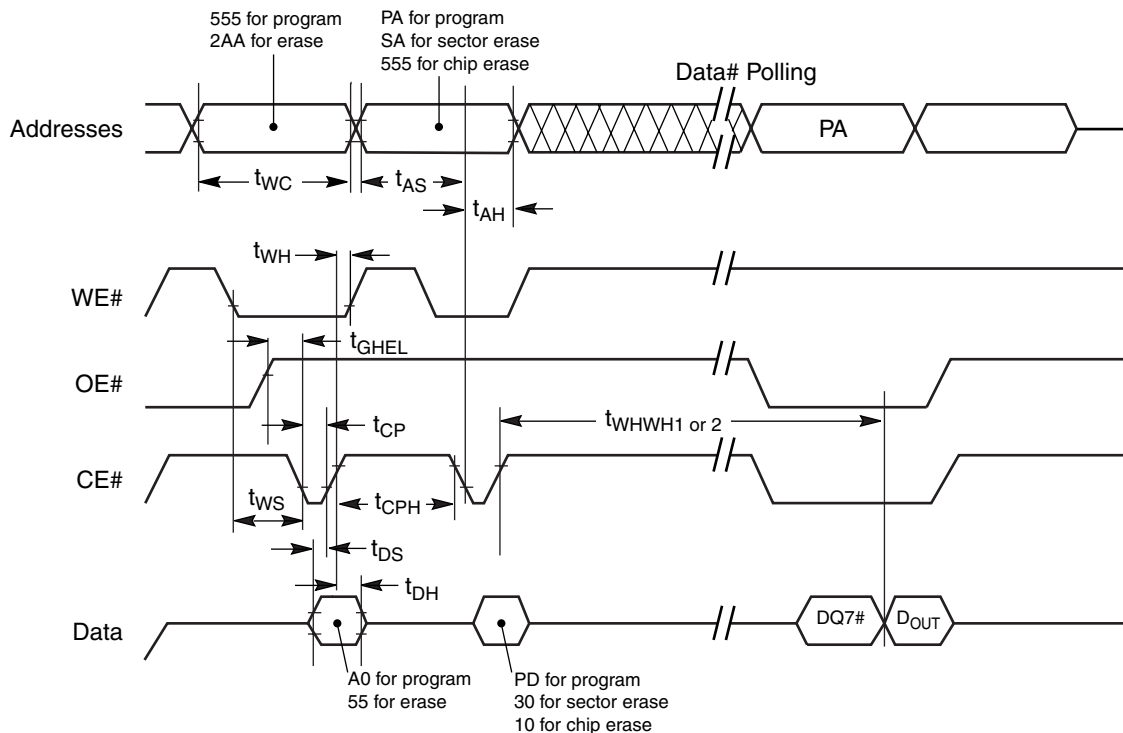 555 for program
2AA for erase
PA for program
SA for sector erase
555 for chip erase
Data# Polling
Addresses
PA
tWC
tAS
tAH
tWH
WE#
tGHEL
OE#
tWHWH1 or 2
tCP
CE#
tWS
tCPH
tDS
tDH
Data
DQ7#
DOUT
A0 for program
55 for erase
PD for program
30 for sector erase
10 for chip erase